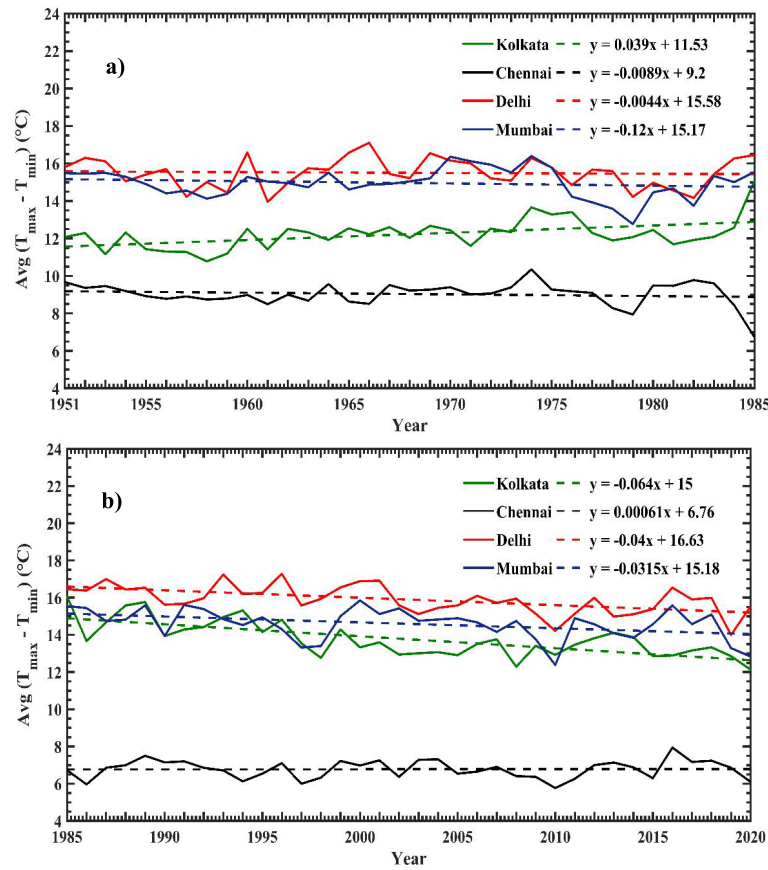 24
22
20
18
16
14
12
10
8
6
4
Avg (T_max - T_min) (°C)
a)
Kolkata y = 0.039x + 11.53
Chennai y = -0.0089x + 9.2
Delhi y = -0.0044x + 15.58
Mumbai y = -0.12x + 15.17
1951 1955 1960 1965 1970 1975 1980 1985
Year
24
22
20
18
16
14
12
10
8
6
4
Avg (T_max - T_min) (°C)
b)
Kolkata y = -0.064x + 15
Chennai y = 0.00061x + 6.76
Delhi y = -0.04x + 16.63
Mumbai y = -0.0315x + 15.18
1985 1990 1995 2000 2005 2010 2015 2020
Year